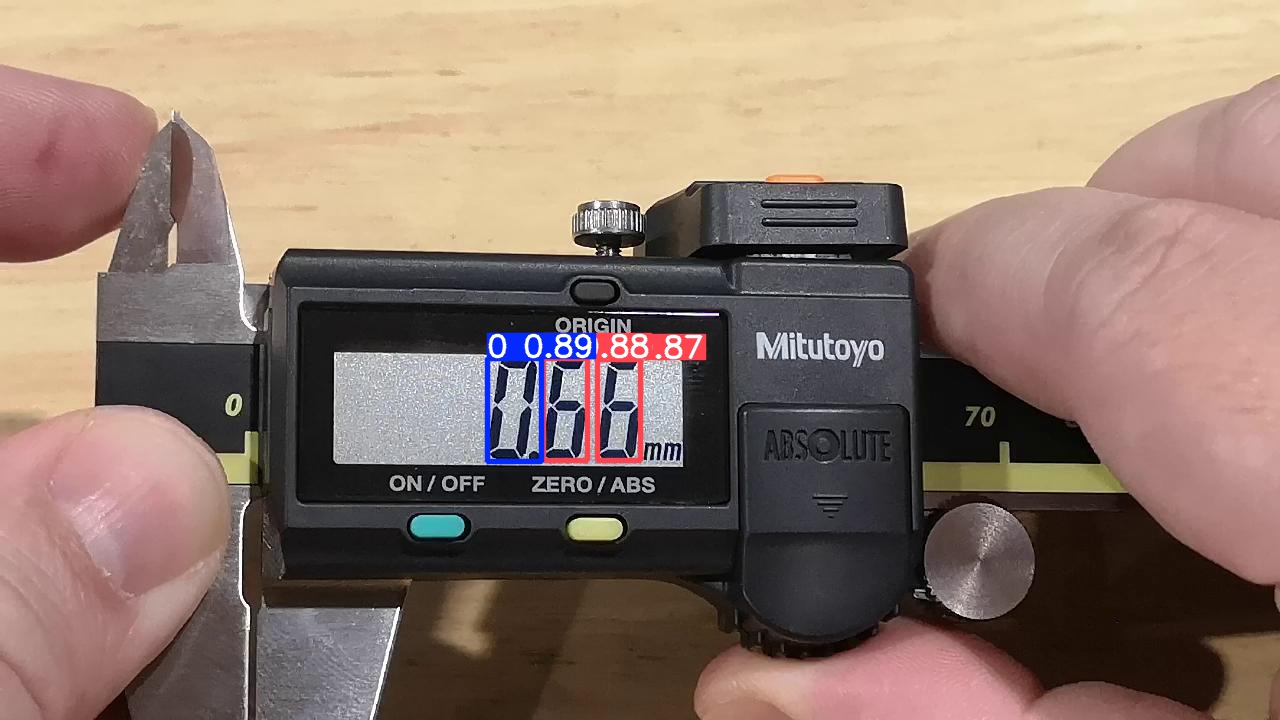 ORIGIN
0 0.89 .88 .87
Mitutoyo
0.66 mm
0
70
ABSOLUTE
ON / OFF ZERO / ABS